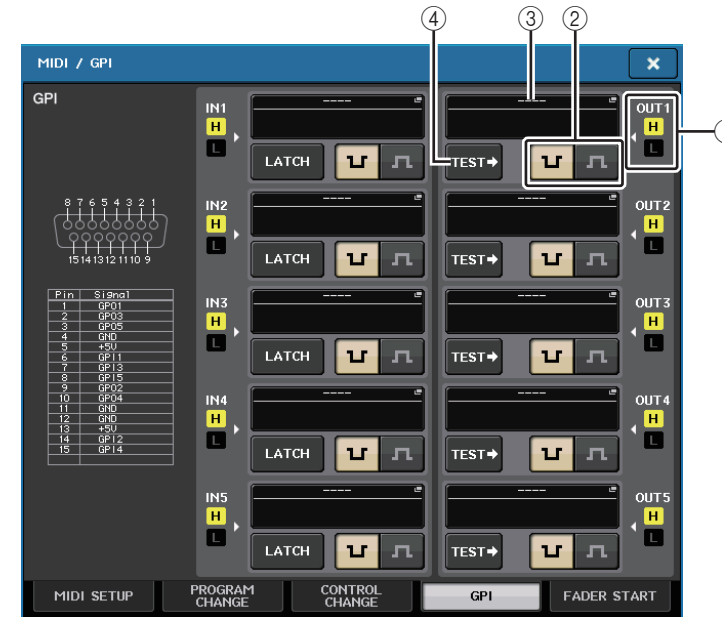 ④ ③ ②
MIDI / GPI
GPI
8 7 6 5 4 3 2 1
15 14 13 12 11 10 9
Pin Signal
1 GPO1
2 GPO3
3 GPO5
4 GND
5 +5V
6 GPI1
7 GPI3
8 GPI5
9 GPO2
10 GPO4
11 GND
12 GND
13 +5V
14 GPI2
15 GPI4
IN1 ---- ---- OUT1
H H
L LATCH TEST L
IN2 ---- ---- OUT2
H H
L LATCH TEST L
IN3 ---- ---- OUT3
H H
L LATCH TEST L
IN4 ---- ---- OUT4
H H
L LATCH TEST L
IN5 ---- ---- OUT5
H H
L LATCH TEST L
MIDI SETUP PROGRAM CHANGE CONTROL CHANGE GPI FADER START